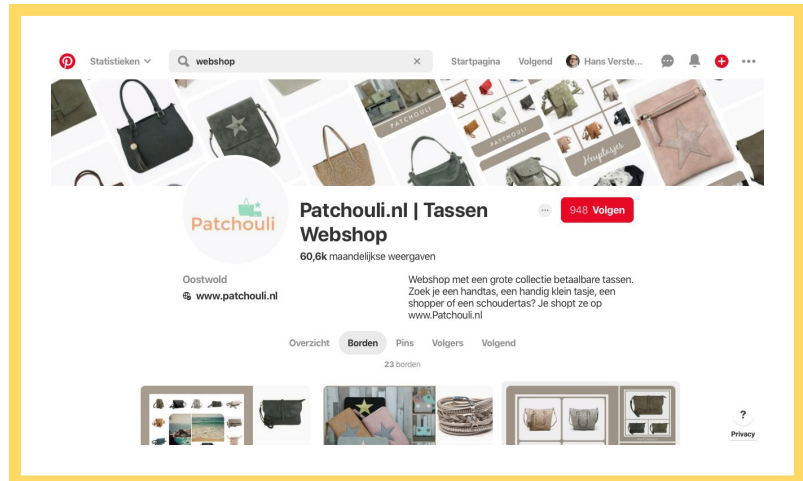 Statistieken
webshop
Startpagina
Volgend
Hans Verste...
PATCHOULI
PATCHOULI
Heuptasjes
Patchouli
Patchouli.nl | Tassen
Webshop
948 Volgen
60,6k maandelijkse weergaven
Oostwold
www.patchouli.nl
Webshop met een grote collectie betaalbare tassen.
Zoek je een handtas, een handig klein tasje, een
shopper of een schoudertas? Je shopt ze op
www.Patchouli.nl
Overzicht
Borden
Pins
Volgers
Volgend
23 borden
?
Privacy